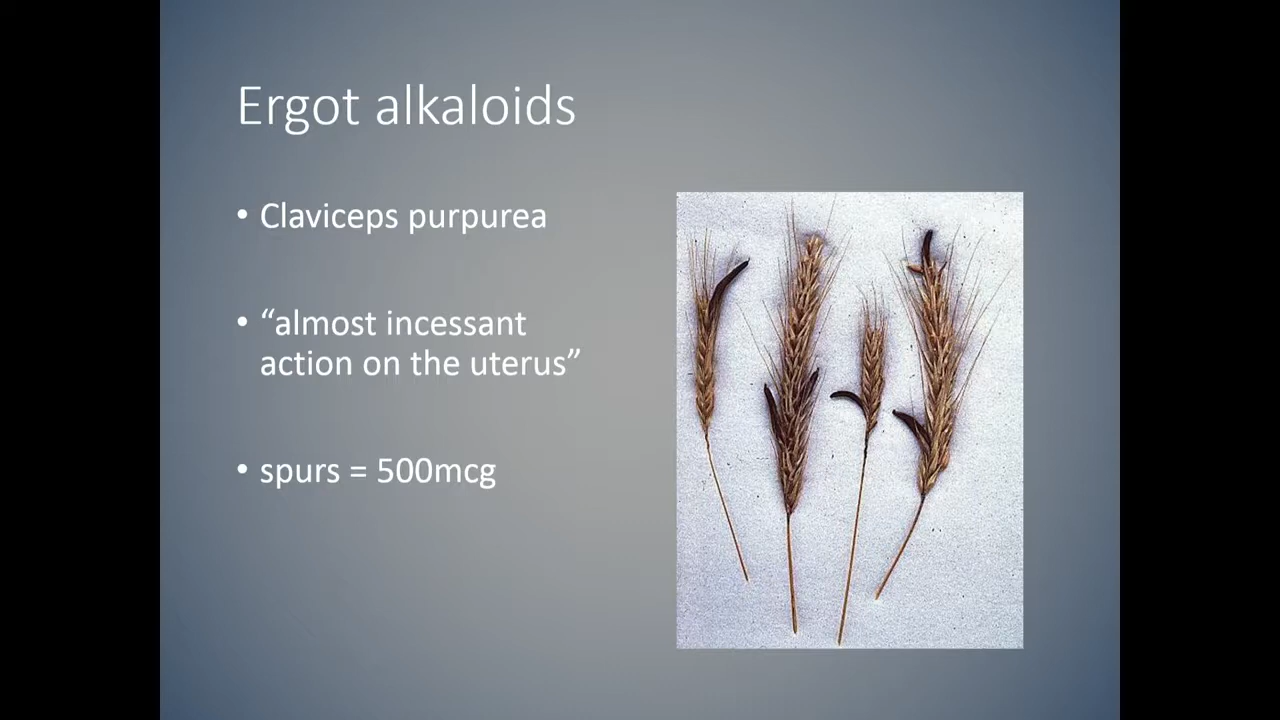 Ergot alkaloids
• Claviceps purpurea
• “almost incessant
action on the uterus”
• spurs = 500mcg